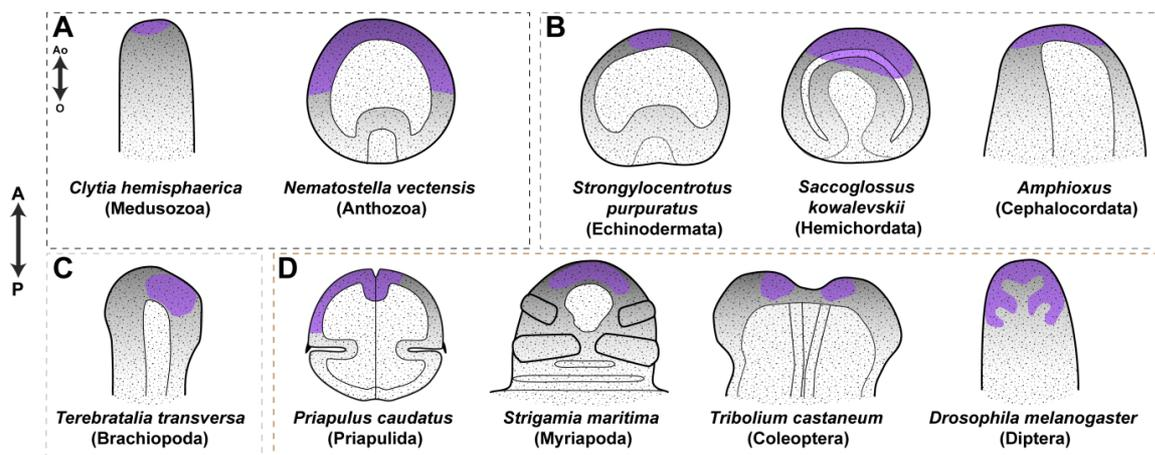 A
B
Ao
O
Clytia hemisphaerica
(Medusozoa)
Nematostella vectensis
(Anthozoa)
Strongylocentrotus
purpuratus
(Echinodermata)
Saccoglossus
kowalevskii
(Hemichordata)
Amphioxus
(Cephalocordata)
A
P
C
D
Terebratalia transversa
(Brachiopoda)
Priapulus caudatus
(Priapulida)
Strigamia maritima
(Myriapoda)
Tribolium castaneum
(Coleoptera)
Drosophila melanogaster
(Diptera)